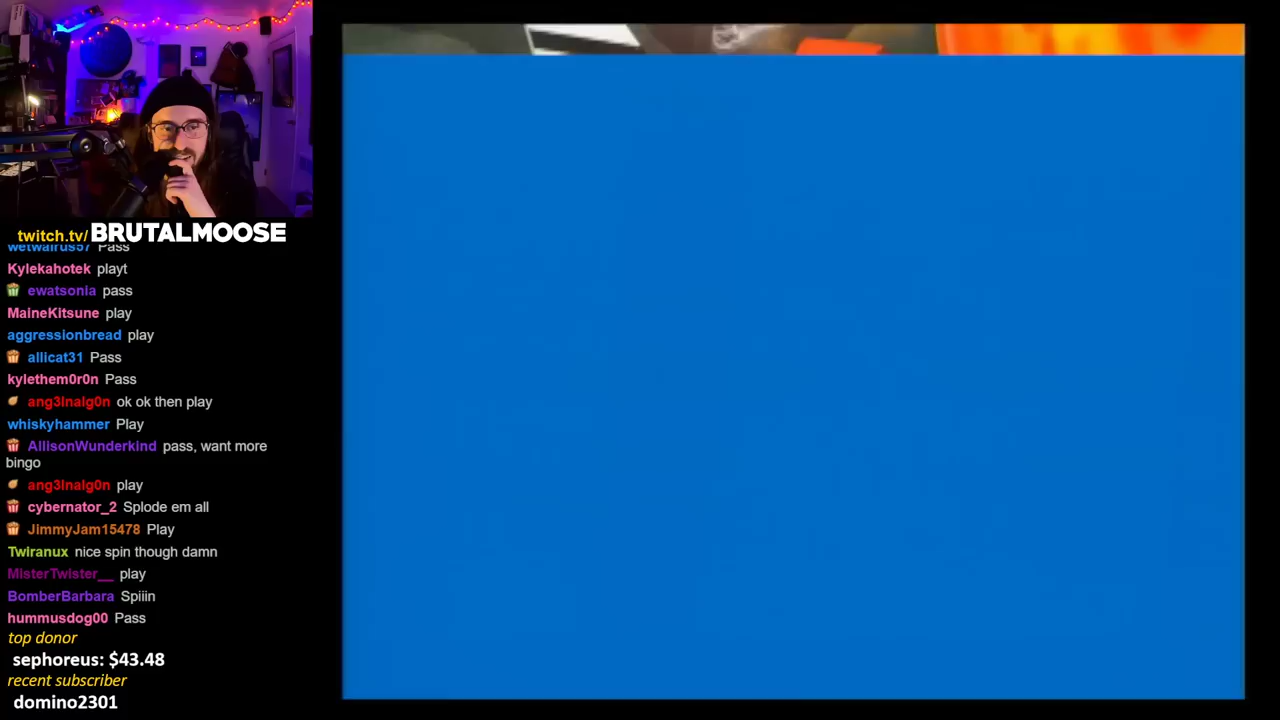 twitch.tv/BRUTALMOOSE
wetwalrus57 Pass
Kylekahotek playt
ewatsonia pass
MaineKitsune play
aggressionbread play
allicat31 Pass
kylethem0r0n Pass
ang3lnalg0n ok ok then play
whiskyhammer Play
AllisonWunderkind pass, want more
bingo
ang3lnalg0n play
cybernator_2 Splode em all
JimmyJam15478 Play
Twiranux nice spin though damn
MisterTwister__ play
BomberBarbara Spiiin
hummusdog00 Pass
top donor
sephoreus: $43.48
recent subscriber
domino2301